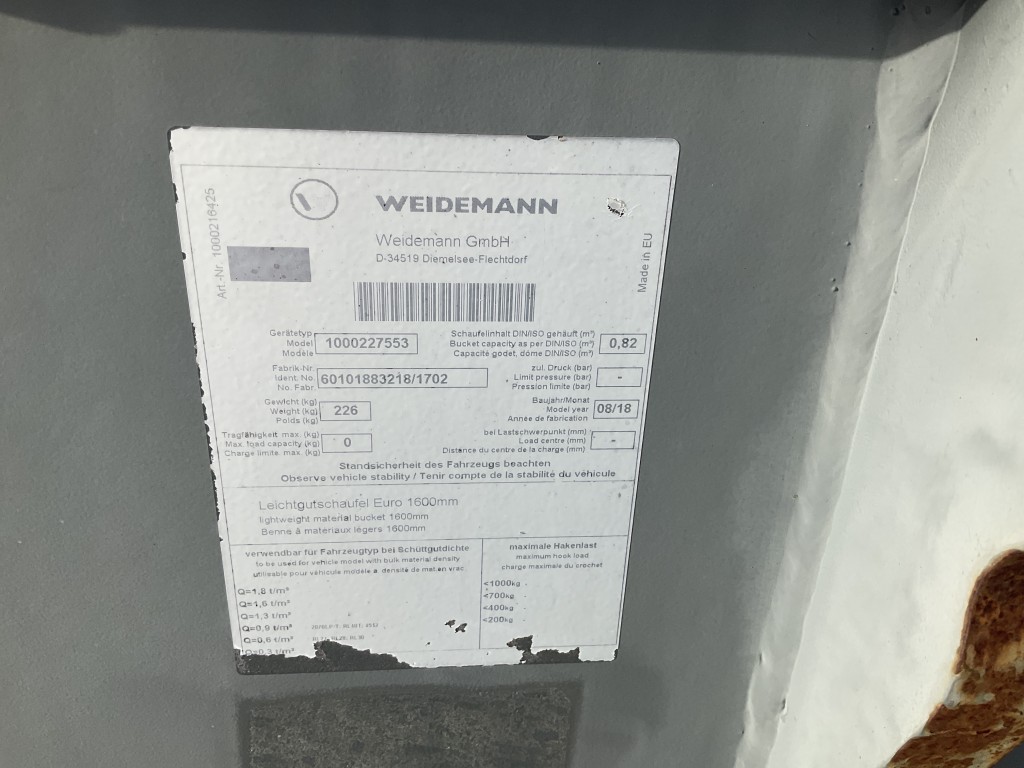 WEIDEMANN
Weidemann GmbH
D-34519 Diemelsee-Flechtdorf
Art.-Nr. 1000216425
Made in EU
Gerätetyp
Model
Modèle
1000227553
Schaufelinhalt DIN/ISO gehäuft (m³)
Bucket capacity as per DIN/ISO (m³)
Capacité godet, dôme DIN/ISO (m³)
0,82
Fabrik-Nr.
Ident. No.
No. Fabr.
60101883218/1702
zul. Druck (bar)
Limit pressure (bar)
Pression limite (bar)
-
Gewicht (kg)
Weight (kg)
Poids (kg)
226
Baujahr/Monat
Model year
Année de fabrication
08/18
Tragfähigkeit max. (kg)
Max. load capacity (kg)
Charge limite max. (kg)
0
bei Lastschwerpunkt (mm)
Load centre (mm)
Distance du centre de la charge (mm)
-
Standsicherheit des Fahrzeugs beachten
Observe vehicle stability / Tenir compte de la stabilité du véhicule
Leichtgutschaufel Euro 1600mm
lightweight material bucket 1600mm
Benne à materiaux légers 1600mm
verwendbar für Fahrzeugtyp bei Schüttgutdichte
to be used for vehicle model with bulk material density
utilisable pour véhicule modèle à densité de mat.en vrac
maximale Hakenlast
maximum hook load
charge maximale du crochet
Q=1,8 t/m³
Q=1,6 t/m³
Q=1,3 t/m³
Q=0,9 t/m³
Q=0,6 t/m³
Q=0,3 t/m³
<1000kg -
<700kg -
<400kg -
<200kg -